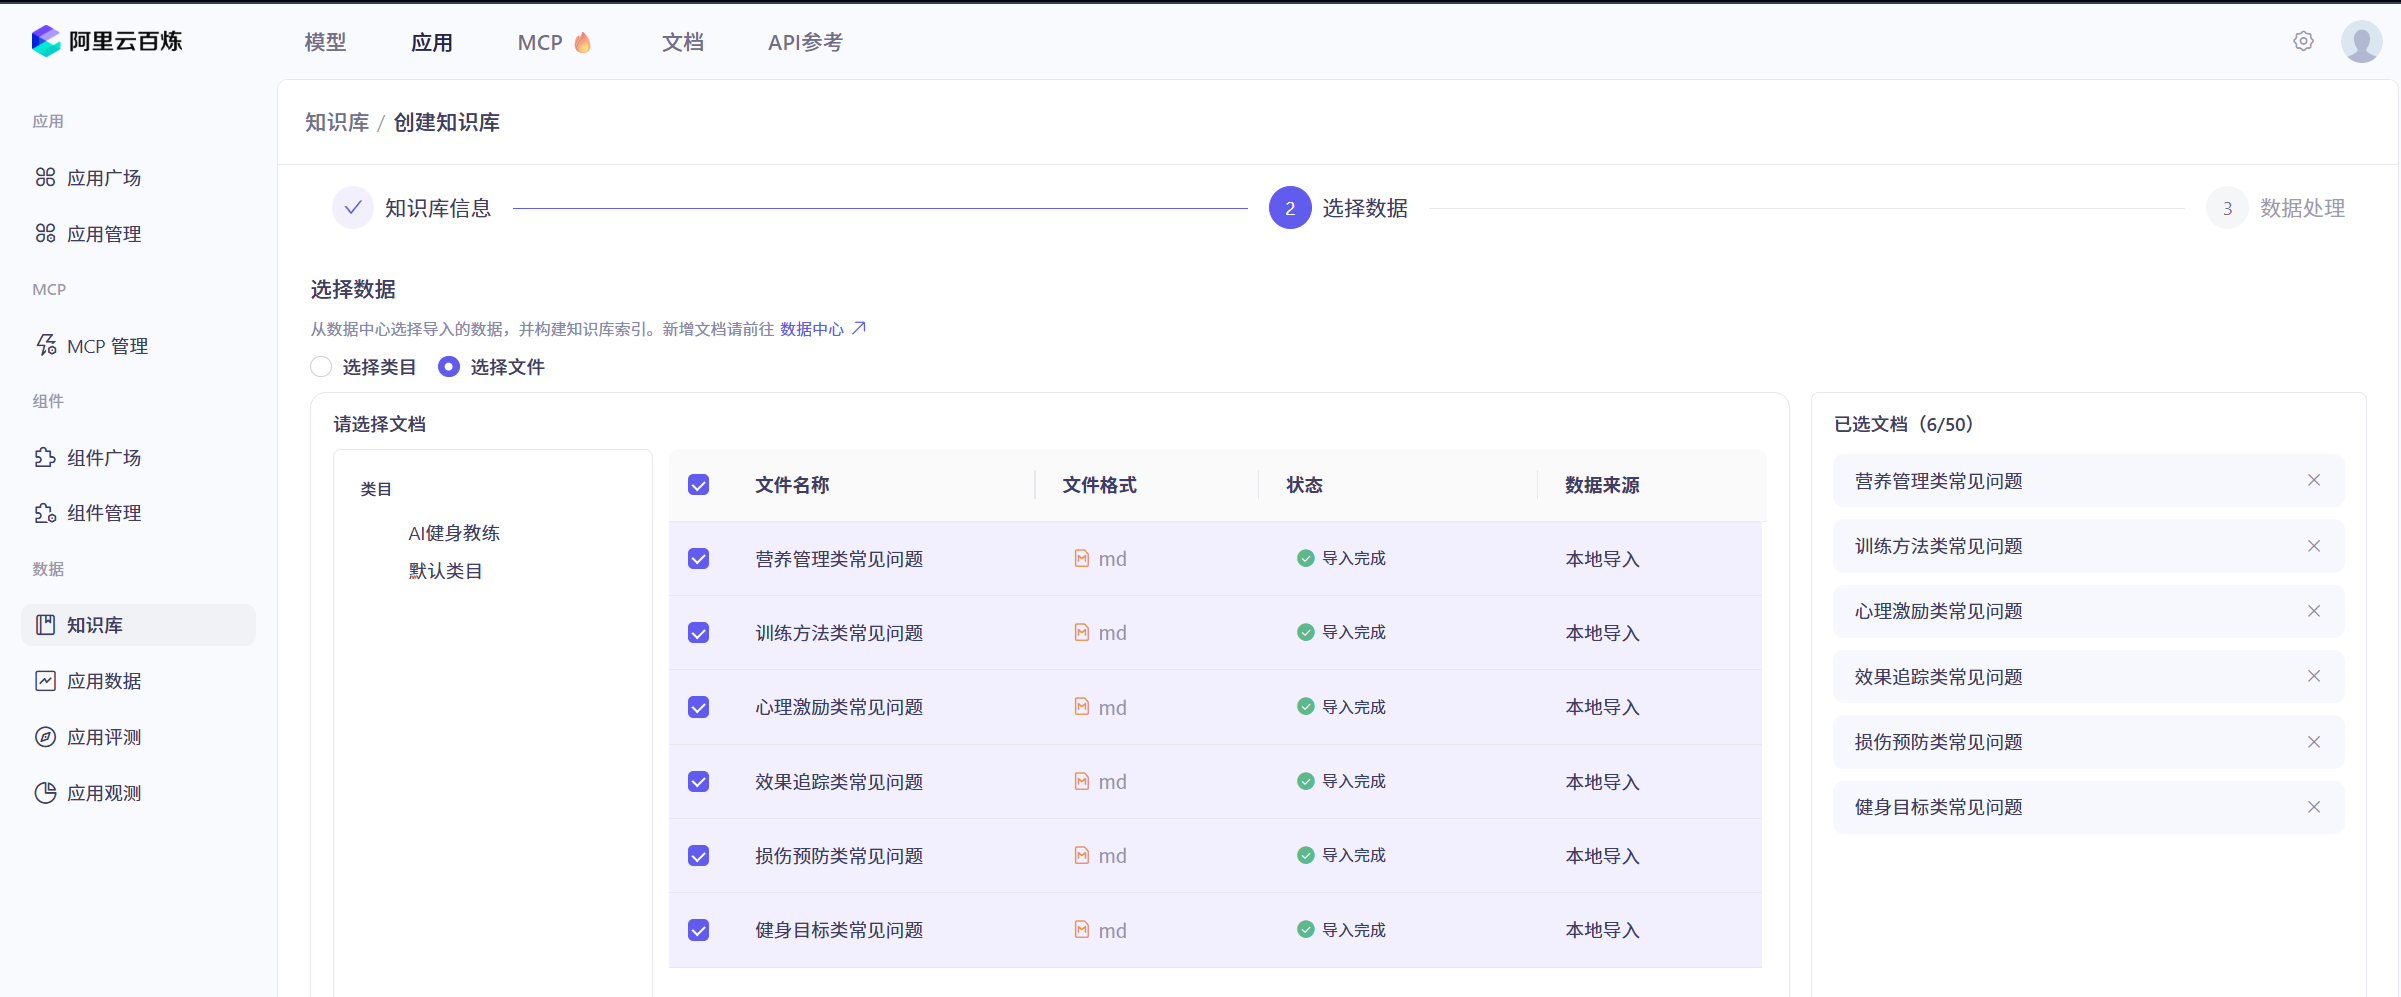 阿里云百炼
模型 应用 MCP 文档 API参考
应用
应用广场
应用管理
MCP
MCP 管理
组件
组件广场
组件管理
数据
知识库
应用数据
应用评测
应用观测
知识库 / 创建知识库
知识库信息 2 选择数据 3 数据处理
选择数据
从数据中心选择导入的数据，并构建知识库索引。新增文档请前往 数据中心
选择类目 选择文件
请选择文档
类目
AI健身教练
默认类目
文件名称 文件格式 状态 数据来源
营养管理类常见问题 md 导入完成 本地导入
训练方法类常见问题 md 导入完成 本地导入
心理激励类常见问题 md 导入完成 本地导入
效果追踪类常见问题 md 导入完成 本地导入
损伤预防类常见问题 md 导入完成 本地导入
健身目标类常见问题 md 导入完成 本地导入
已选文档（6/50）
营养管理类常见问题
训练方法类常见问题
心理激励类常见问题
效果追踪类常见问题
损伤预防类常见问题
健身目标类常见问题